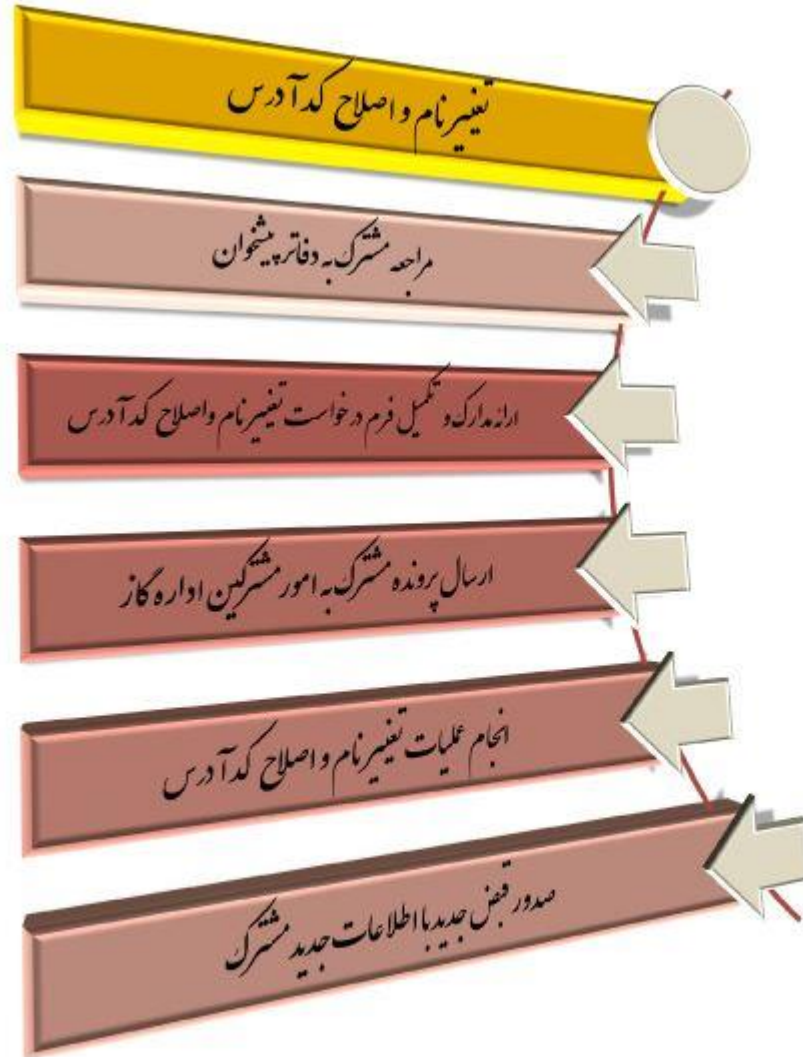 تغییر نام و اصلاح کد آدرس
مراجعه مشترک به دفاتر پیشخوان
ارائه مدارک و تکمیل فرم درخواست تغییر نام و اصلاح کد آدرس
ارسال پرونده مشترک به امور مشترکین اداره گاز
انجام عملیات تغییر نام و اصلاح کد آدرس
صدور قبض جدید با اطلاعات جدید مشترک